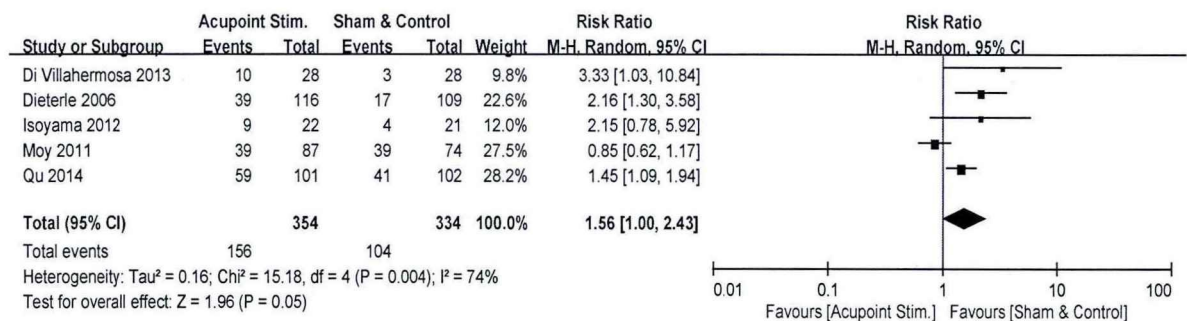 Acupoint Stim. Sham & Control Risk Ratio Risk Ratio
Study or Subgroup Events Total Events Total Weight M-H, Random, 95% CI M-H, Random, 95% CI
Di Villahermosa 2013 10 28 3 28 9.8% 3.33 [1.03, 10.84]
Dieterle 2006 39 116 17 109 22.6% 2.16 [1.30, 3.58]
Isoyama 2012 9 22 4 21 12.0% 2.15 [0.78, 5.92]
Moy 2011 39 87 39 74 27.5% 0.85 [0.62, 1.17]
Qu 2014 59 101 41 102 28.2% 1.45 [1.09, 1.94]
Total (95% CI) 354 334 100.0% 1.56 [1.00, 2.43]
Total events 156 104
Heterogeneity: Tau² = 0.16; Chi² = 15.18, df = 4 (P = 0.004); I² = 74%
Test for overall effect: Z = 1.96 (P = 0.05)
0.01 0.1 1 10 100
Favours [Acupoint Stim.] Favours [Sham & Control]